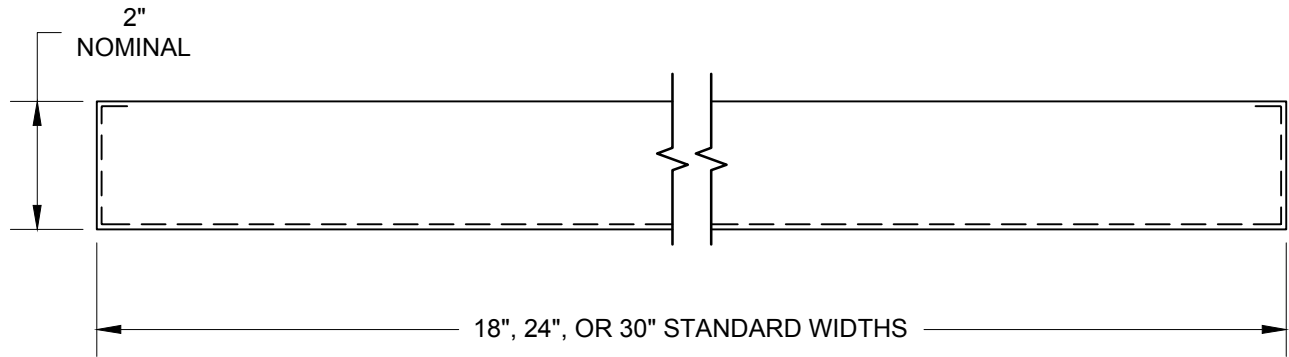 2"
NOMINAL
18", 24", OR 30" STANDARD WIDTHS